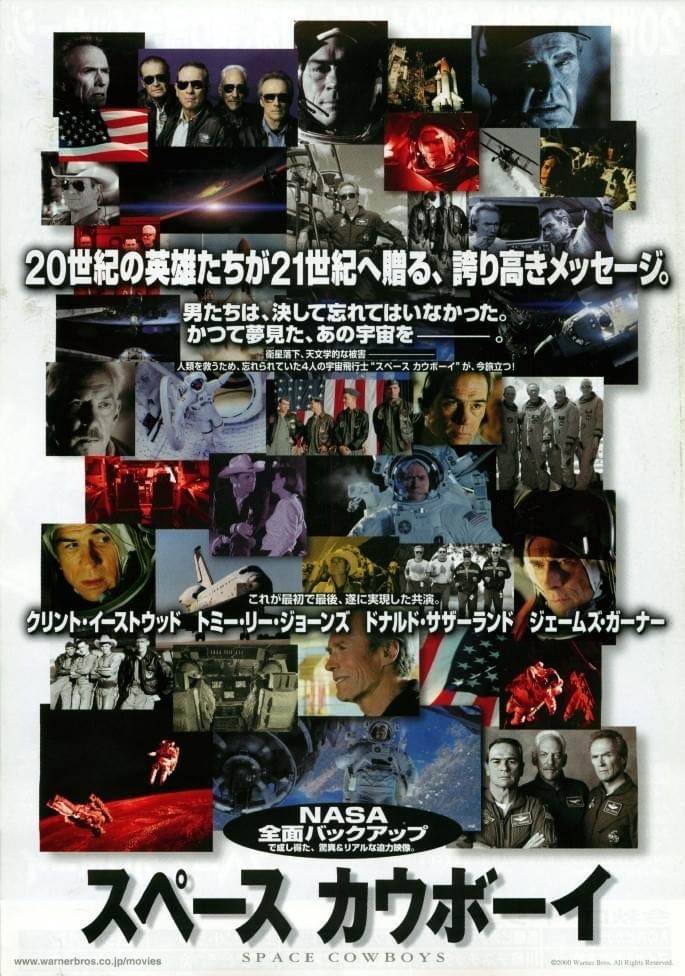 20世紀の英雄たちが21世紀へ贈る、誇り高きメッセージ。
男たちは、決して忘れてはいなかった。
かつて夢見た、あの宇宙を―――。
衛星落下、天文学的な被害―――――
人類を救うため、忘れられていた4人の宇宙飛行士“スペース カウボーイ”が、今旅立つ!
これが最初で最後、遂に実現した共演。
クリント・イーストウッド トミー・リー・ジョーンズ ドナルド・サザーランド ジェームズ・ガーナー
NASA
全面バックアップ
で成し得た、驚異&リアルな迫力映像。
スペース カウボーイ
SPACE COWBOYS
www.warnerbros.co.jp/movies
©2000 Warner Bros. All Rights Reserved.